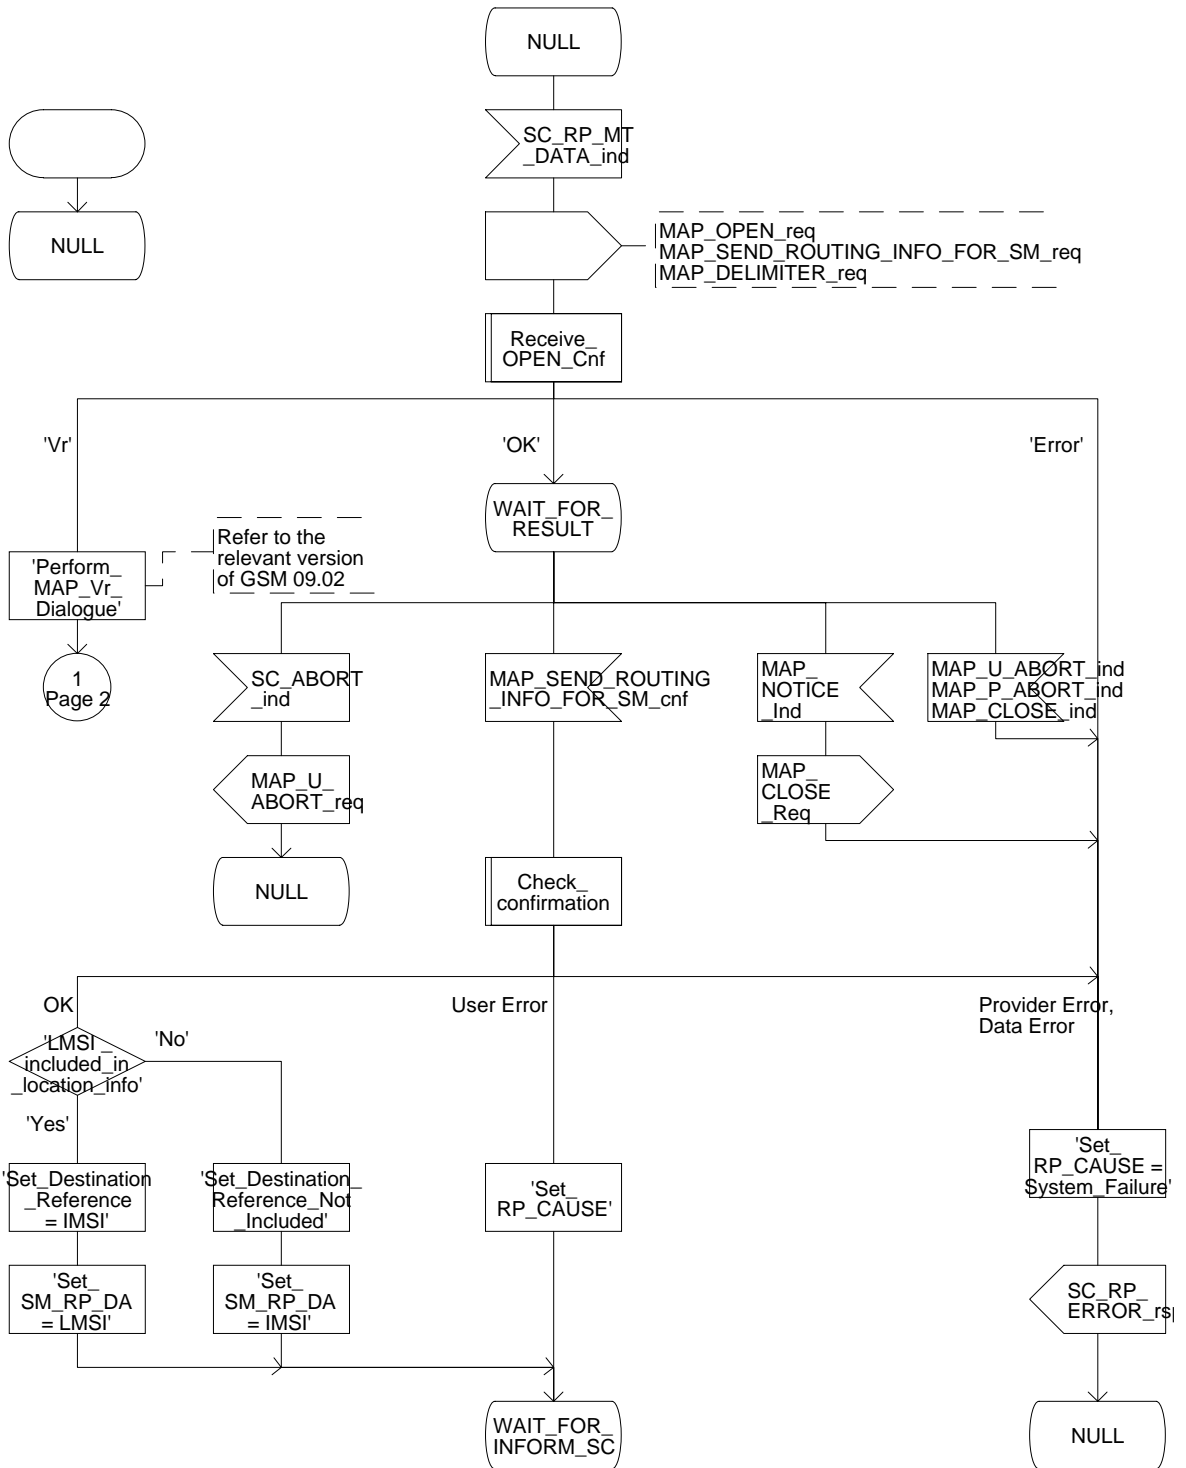 NULL
SC_RP_MT
_DATA_ind
NULL
MAP_OPEN_req
MAP_SEND_ROUTING_INFO_FOR_SM_req
MAP_DELIMITER_req
Receive_
OPEN_Cnf
'Vr'
'OK'
'Error'
WAIT_FOR_
RESULT
Refer to the
relevant version
of GSM 09.02
'Perform_
MAP_Vr_
Dialogue'
1
Page 2
SC_ABORT
_ind
MAP_SEND_ROUTING
_INFO_FOR_SM_cnf
MAP_
NOTICE
_Ind
MAP_U_ABORT_ind
MAP_P_ABORT_ind
MAP_CLOSE_ind
MAP_U_
ABORT_req
MAP_
CLOSE
_Req
NULL
Check_
confirmation
OK
User Error
Provider Error,
Data Error
'LMSI_
included_in
_location_info'
'No'
'Yes'
'Set_Destination
_Reference
= IMSI'
'Set_Destination_
Reference_Not
_Included'
'Set_
RP_CAUSE'
'Set_
RP_CAUSE =
System_Failure'
'Set_
SM_RP_DA
= LMSI'
'Set_
SM_RP_DA
= IMSI'
SC_RP_
ERROR_rs
WAIT_FOR_
INFORM_SC
NULL